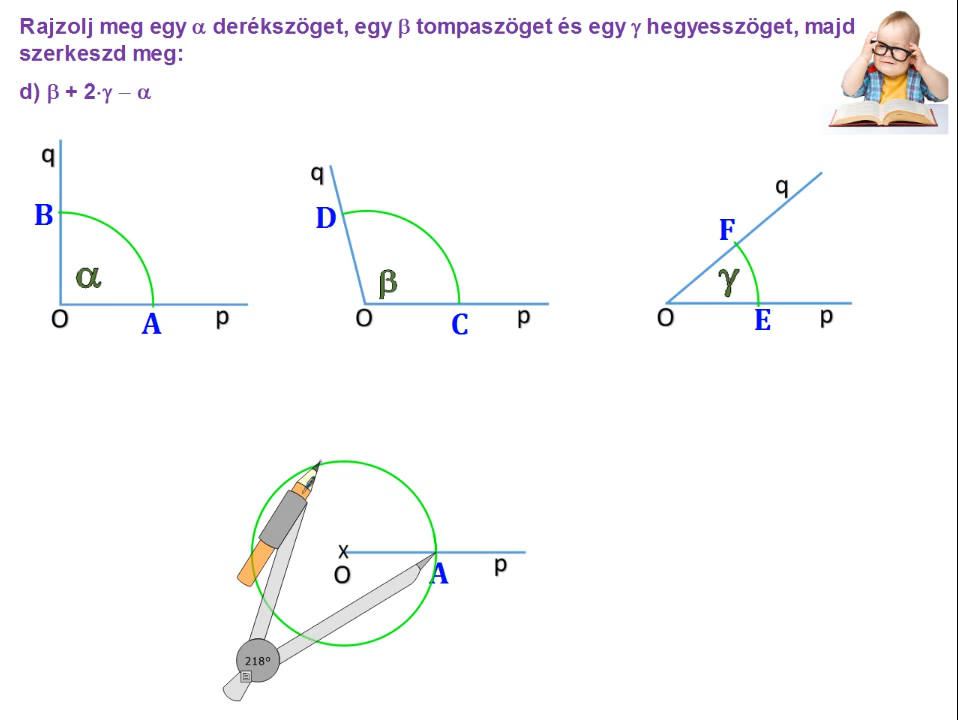 Rajzolj meg egy α derékszöget, egy β tompaszöget és egy γ hegyesszöget, majd
szerkeszd meg:
d) β + 2·γ – α
q
B
α
O
A
p
q
D
β
O
C
p
q
F
γ
O
E
p
x
O
A
p
218°